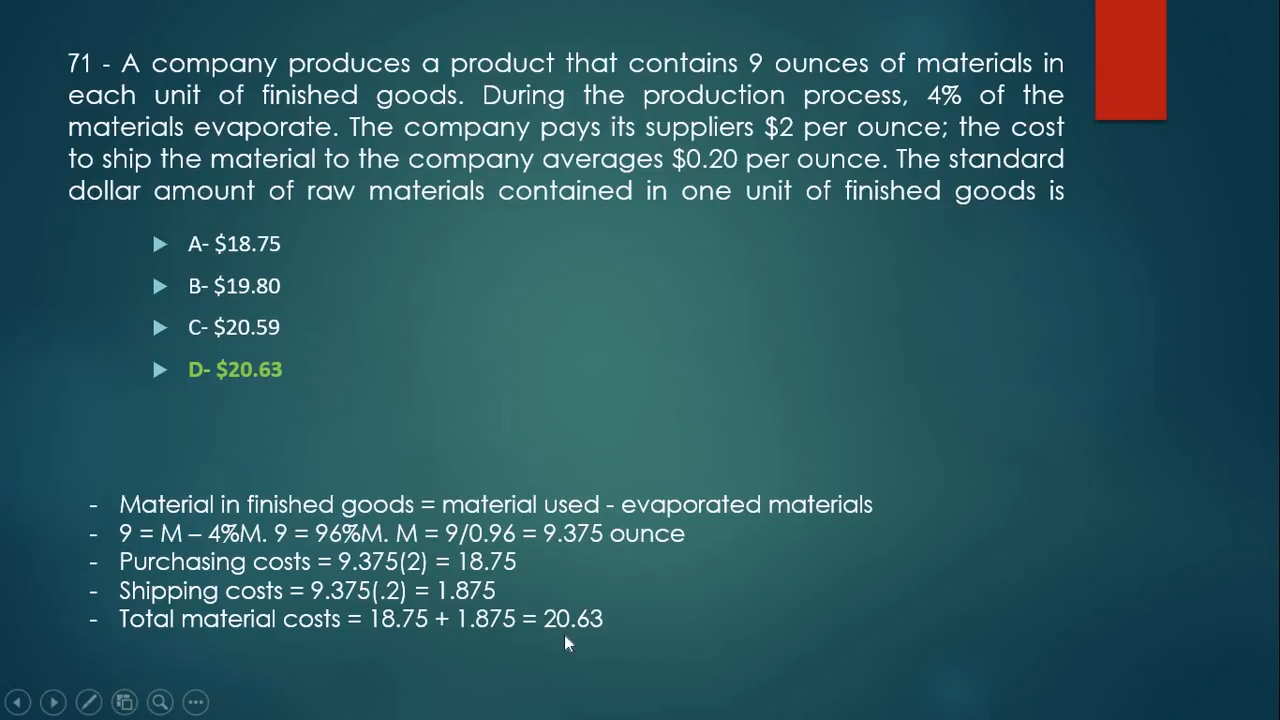 71 - A company produces a product that contains 9 ounces of materials in
each unit of finished goods. During the production process, 4% of the
materials evaporate. The company pays its suppliers $2 per ounce; the cost
to ship the material to the company averages $0.20 per ounce. The standard
dollar amount of raw materials contained in one unit of finished goods is
A- $18.75
B- $19.80
C- $20.59
D- $20.63
- Material in finished goods = material used - evaporated materials
- 9 = M – 4%M. 9 = 96%M. M = 9/0.96 = 9.375 ounce
- Purchasing costs = 9.375(2) = 18.75
- Shipping costs = 9.375(.2) = 1.875
- Total material costs = 18.75 + 1.875 = 20.63